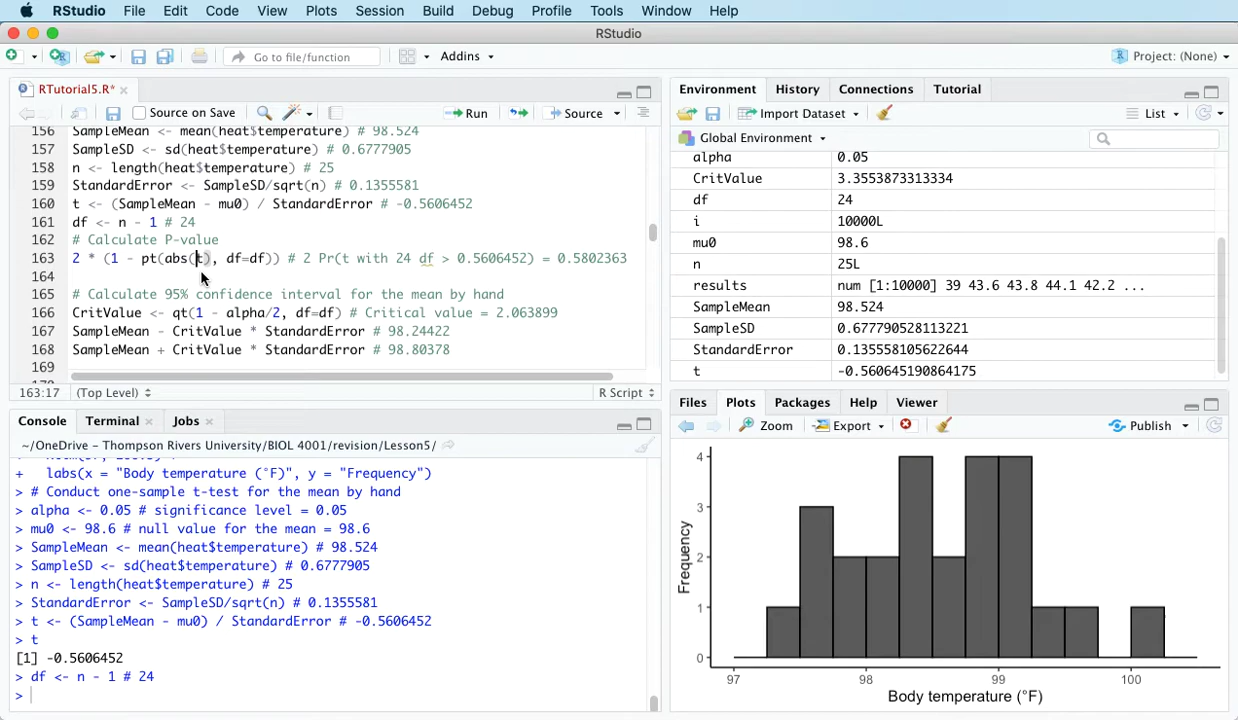 RStudio File Edit Code View Plots Session Build Debug Profile Tools Window Help
RStudio
Go to file/function Addins Project: (None)
RTutorial5.R*
Source on Save Run Source
156 SampleMean <- mean(heat$temperature) # 98.524
157 SampleSD <- sd(heat$temperature) # 0.6777905
158 n <- length(heat$temperature) # 25
159 StandardError <- SampleSD/sqrt(n) # 0.1355581
160 t <- (SampleMean - mu0) / StandardError # -0.5606452
161 df <- n - 1 # 24
162 # Calculate P-value
163 2 * (1 - pt(abs(t), df=df)) # 2 Pr(t with 24 df > 0.5606452) = 0.5802363
164
165 # Calculate 95% confidence interval for the mean by hand
166 CritValue <- qt(1 - alpha/2, df=df) # Critical value = 2.063899
167 SampleMean - CritValue * StandardError # 98.24422
168 SampleMean + CritValue * StandardError # 98.80378
169
163:17 (Top Level) R Script
Console Terminal Jobs
~/OneDrive - Thompson Rivers University/BIOL 4001/revision/Lesson5/
+ labs(x = "Body temperature (°F)", y = "Frequency")
> # Conduct one-sample t-test for the mean by hand
> alpha <- 0.05 # significance level = 0.05
> mu0 <- 98.6 # null value for the mean = 98.6
> SampleMean <- mean(heat$temperature) # 98.524
> SampleSD <- sd(heat$temperature) # 0.6777905
> n <- length(heat$temperature) # 25
> StandardError <- SampleSD/sqrt(n) # 0.1355581
> t <- (SampleMean - mu0) / StandardError # -0.5606452
> t
[1] -0.5606452
> df <- n - 1 # 24
>
Environment History Connections Tutorial
Import Dataset List
Global Environment
alpha 0.05
CritValue 3.3553873313334
df 24
i 10000L
mu0 98.6
n 25L
results num [1:10000] 39 43.6 43.8 44.1 42.2 ...
SampleMean 98.524
SampleSD 0.677790528113221
StandardError 0.135558105622644
t -0.560645190864175
Files Plots Packages Help Viewer
Zoom Export Publish
4
3
2
1
0
Frequency
97 98 99 100
Body temperature (°F)